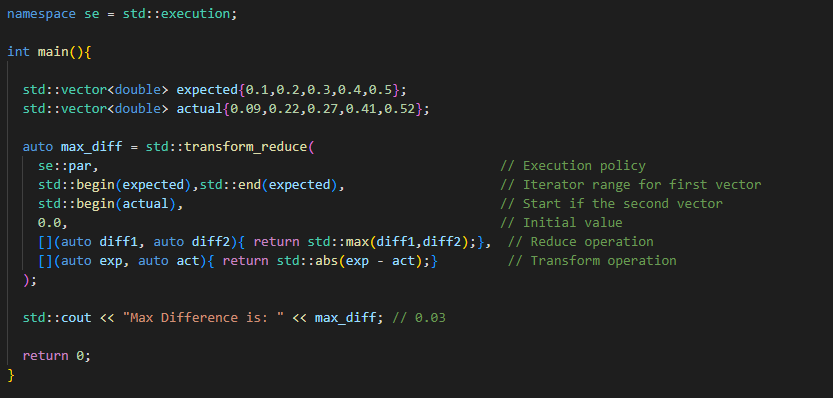 namespace se = std::execution;
int main(){
std::vector<double> expected{0.1,0.2,0.3,0.4,0.5};
std::vector<double> actual{0.09,0.22,0.27,0.41,0.52};
auto max_diff = std::transform_reduce(
se::par, // Execution policy
std::begin(expected),std::end(expected), // Iterator range for first vector
std::begin(actual), // Start if the second vector
0.0, // Initial value
[](auto diff1, auto diff2){ return std::max(diff1,diff2);}, // Reduce operation
[](auto exp, auto act){ return std::abs(exp - act);} // Transform operation
);
std::cout << "Max Difference is: " << max_diff; // 0.03
return 0;
}